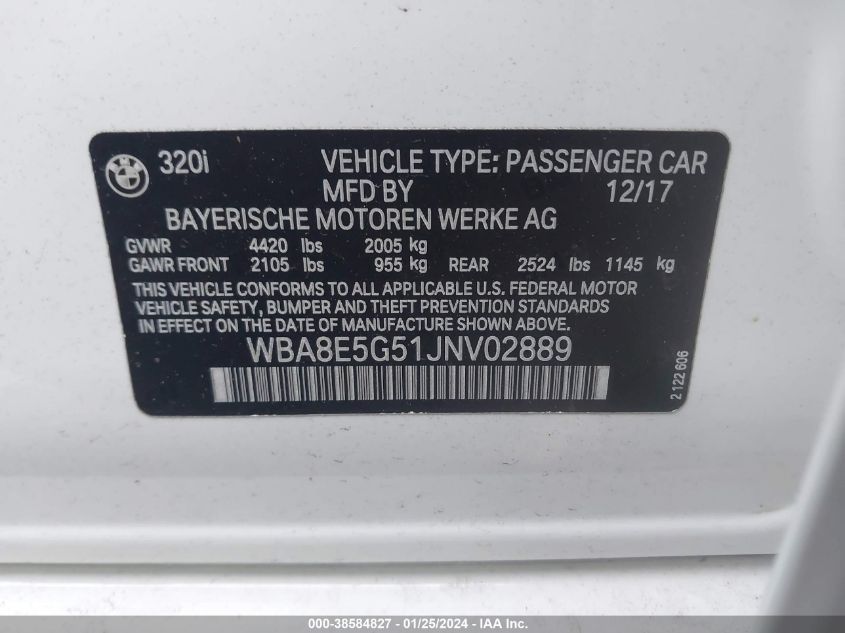 320i VEHICLE TYPE: PASSENGER CAR
MFD BY 12/17
BAYERISCHE MOTOREN WERKE AG
GVWR 4420 lbs 2005 kg
GAWR FRONT 2105 lbs 955 kg REAR 2524 lbs 1145 kg
THIS VEHICLE CONFORMS TO ALL APPLICABLE U.S. FEDERAL MOTOR
VEHICLE SAFETY, BUMPER AND THEFT PREVENTION STANDARDS
IN EFFECT ON THE DATE OF MANUFACTURE SHOWN ABOVE.
WBA8E5G51JNV02889
2 122 606
000-38584827 - 01/25/2024 - IAA Inc.